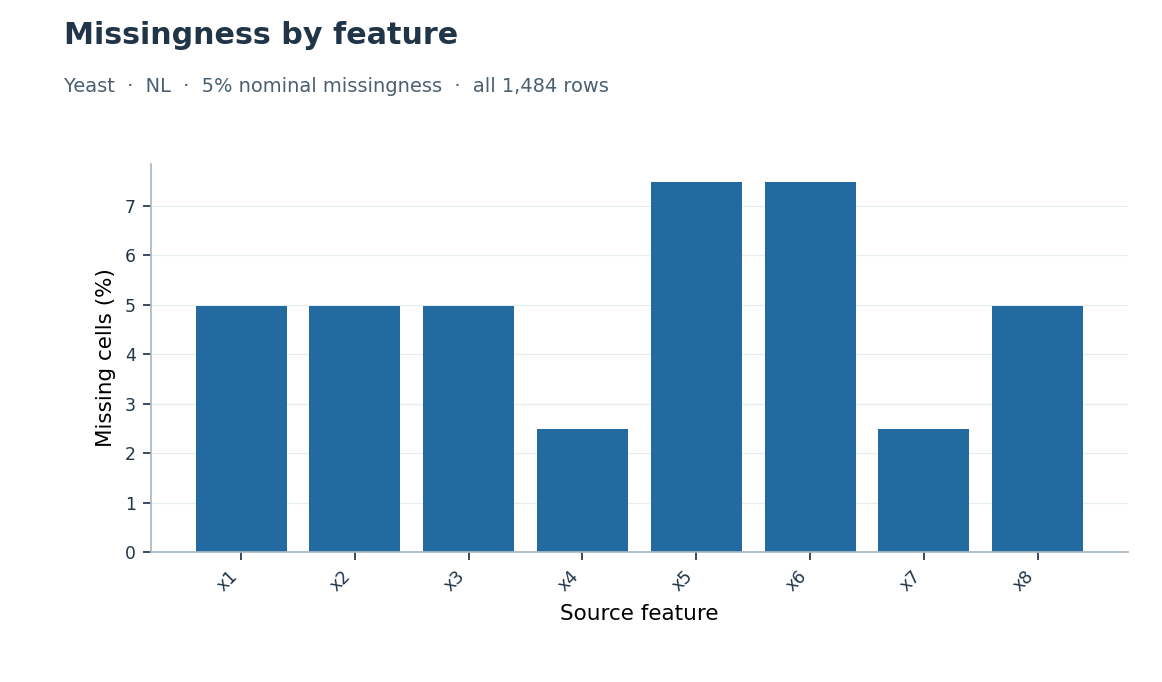 Missingness by feature
Yeast · NL · 5% nominal missingness · all 1,484 rows
Missing cells (%)
7
6
5
4
3
2
1
0
x1 x2 x3 x4 x5 x6 x7 x8
Source feature